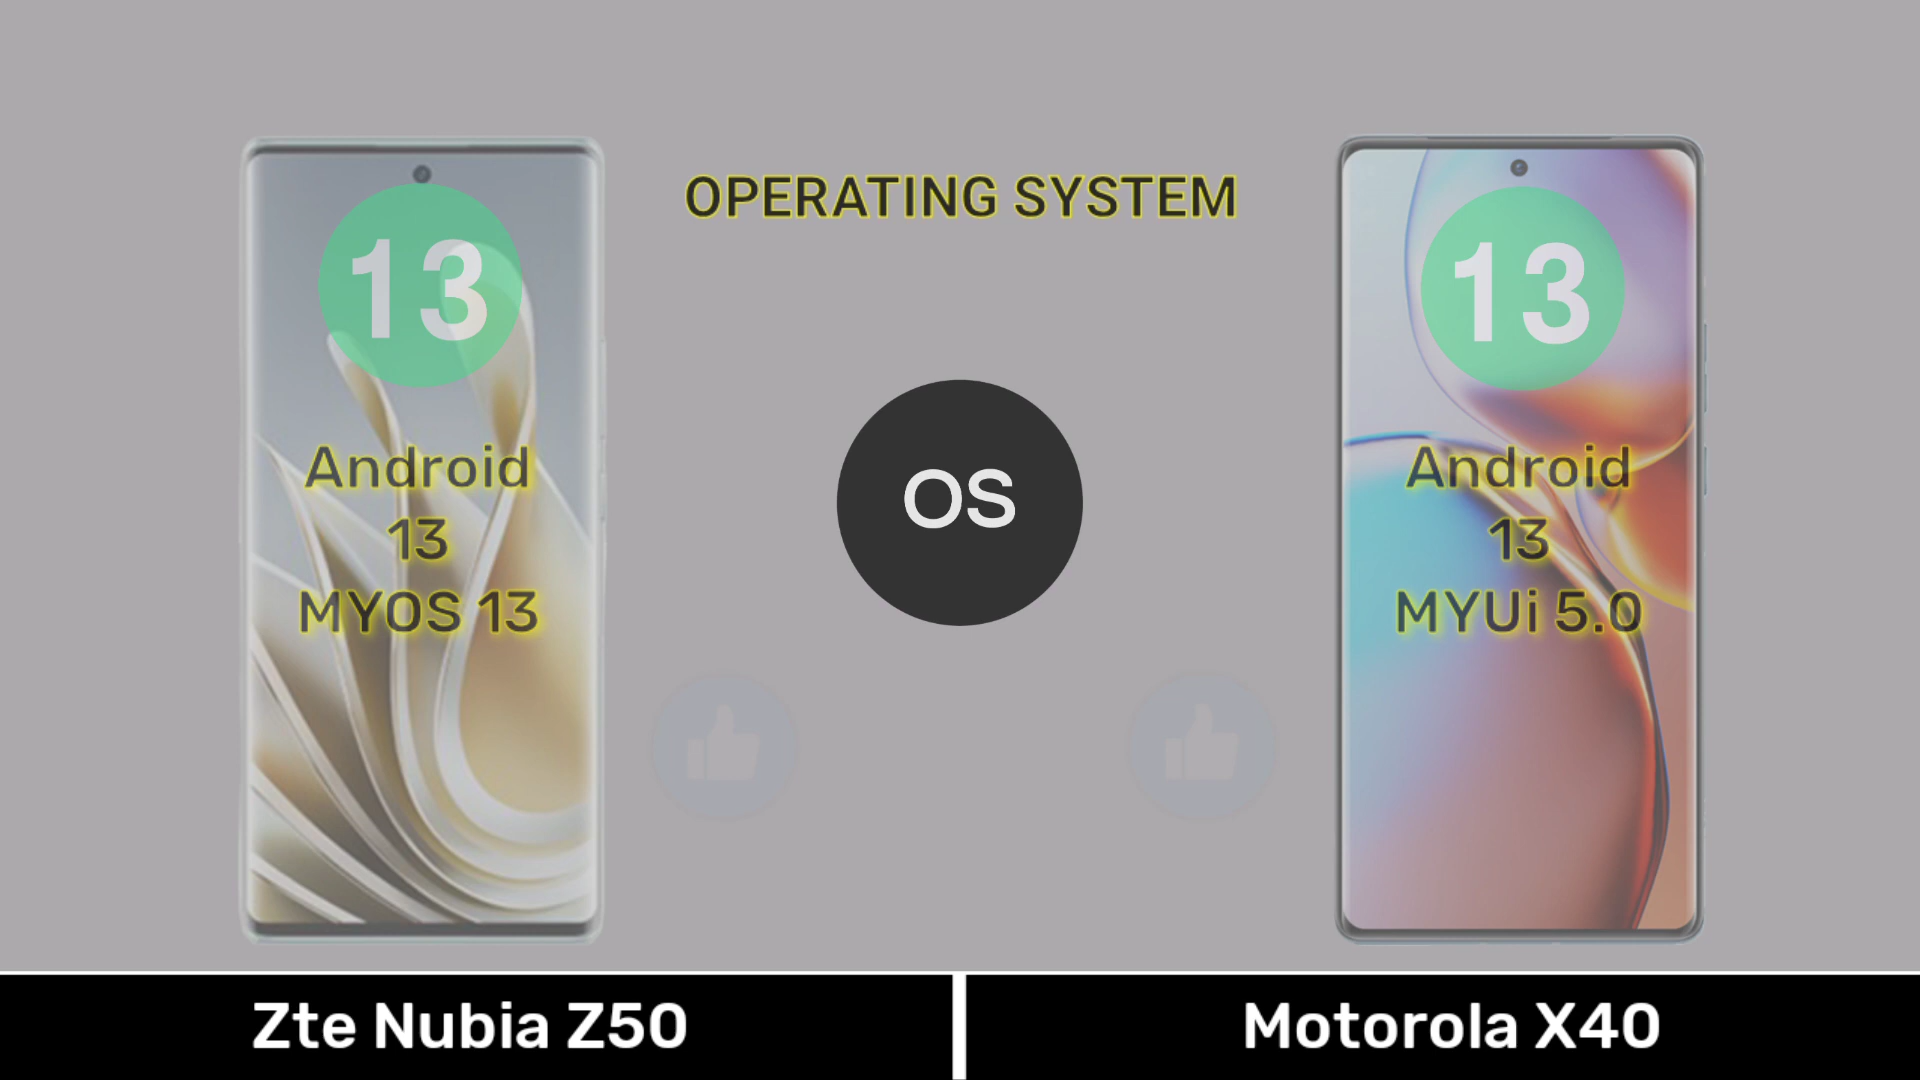 OPERATING SYSTEM
13
Android
13
MYOS 13
OS
13
Android
13
MYUi 5.0
Zte Nubia Z50
Motorola X40